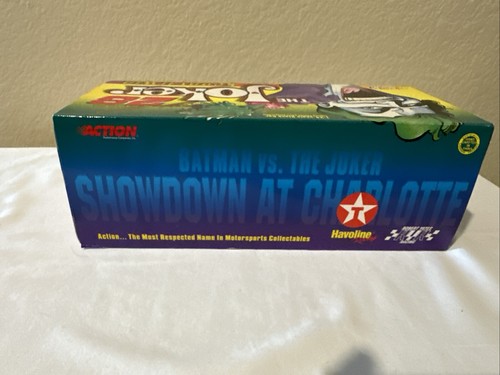 28
THE JOKER
ACTION
BATMAN VS. THE JOKER
SHOWDOWN AT CHARLOTTE
Action... The Most Respected Name In Motorsports Collectables
T
Havoline